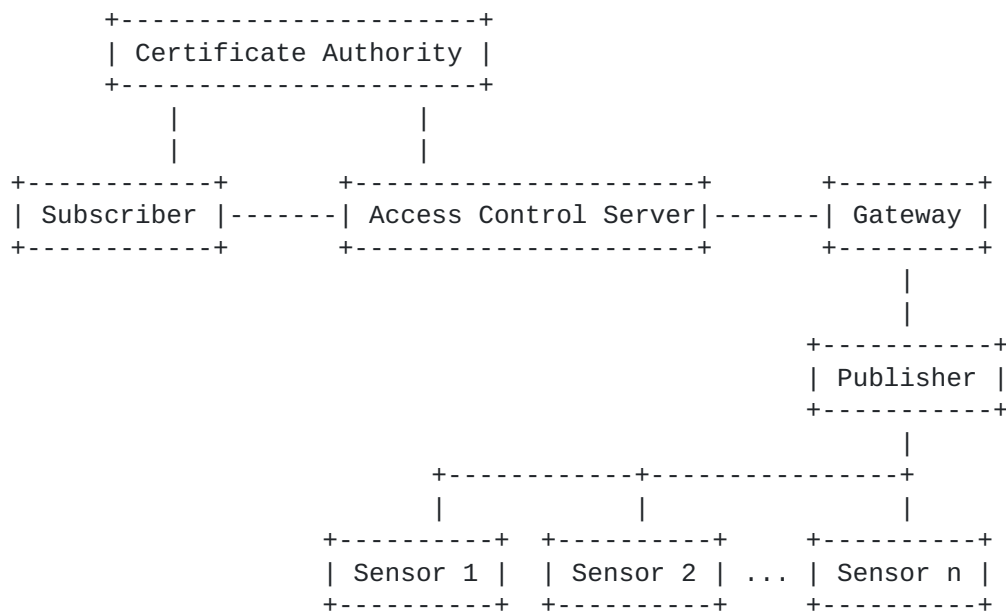 Certificate Authority
Subscriber Access Control Server Gateway
Publisher
Sensor 1 Sensor 2 ... Sensor n